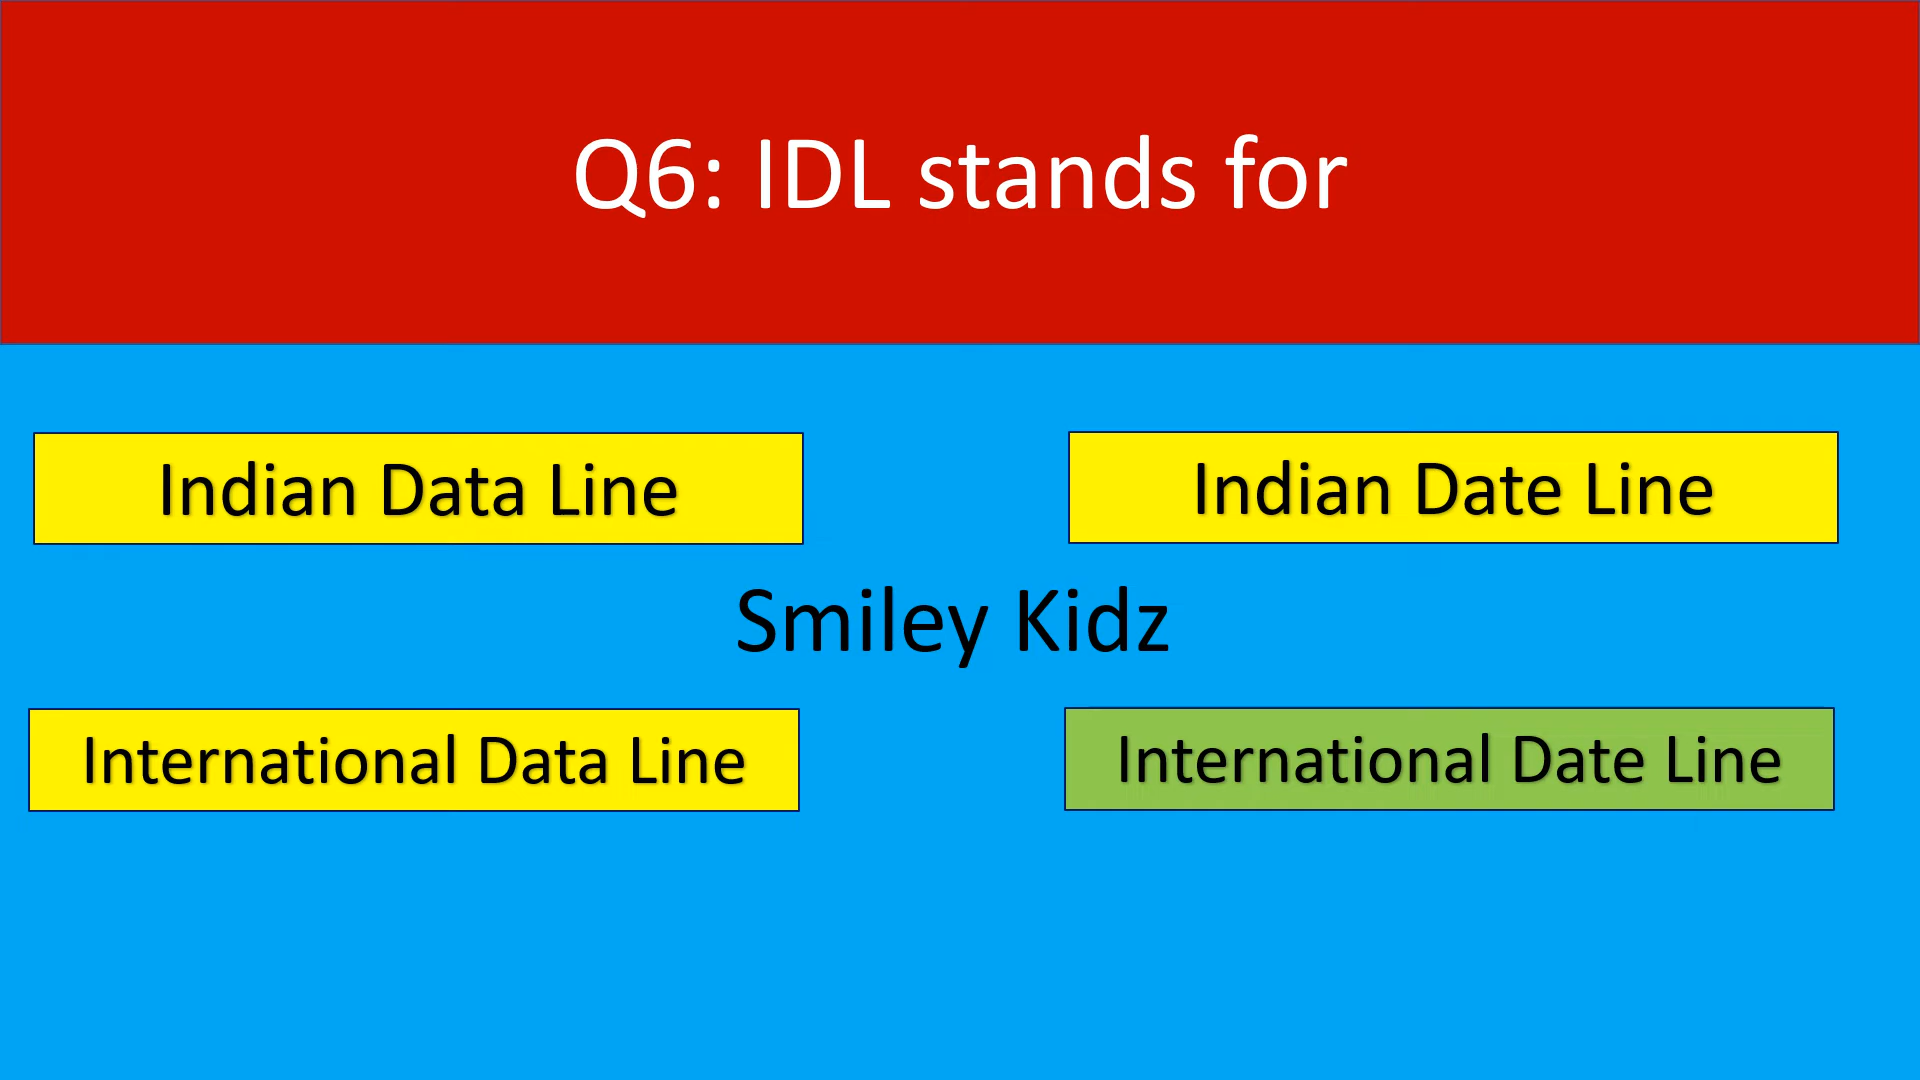 Q6: IDL stands for
Indian Data Line
Indian Date Line
Smiley Kidz
International Data Line
International Date Line